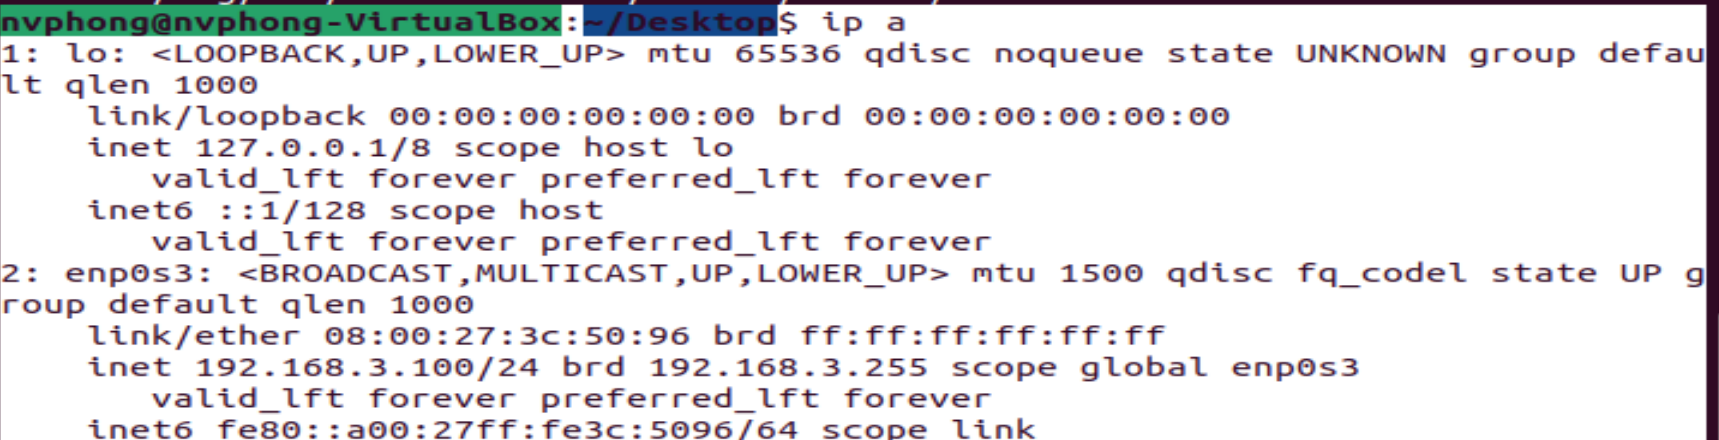 nvphong@nvphong-VirtualBox:~/Desktop$ ip a
1: lo: <LOOPBACK,UP,LOWER_UP> mtu 65536 qdisc noqueue state UNKNOWN group defau
lt qlen 1000
    link/loopback 00:00:00:00:00:00 brd 00:00:00:00:00:00
    inet 127.0.0.1/8 scope host lo
       valid_lft forever preferred_lft forever
    inet6 ::1/128 scope host
       valid_lft forever preferred_lft forever
2: enp0s3: <BROADCAST,MULTICAST,UP,LOWER_UP> mtu 1500 qdisc fq_codel state UP g
roup default qlen 1000
    link/ether 08:00:27:3c:50:96 brd ff:ff:ff:ff:ff:ff
    inet 192.168.3.100/24 brd 192.168.3.255 scope global enp0s3
       valid_lft forever preferred_lft forever
    inet6 fe80::a00:27ff:fe3c:5096/64 scope link